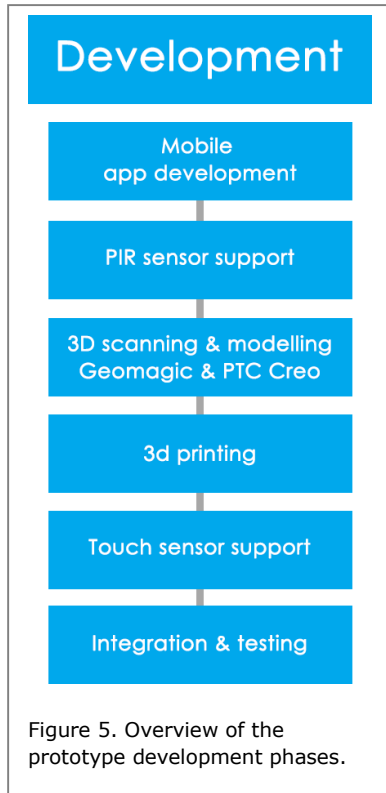 Development
Mobile
app development
PIR sensor support
3D scanning & modelling
Geomagic & PTC Creo
3d printing
Touch sensor support
Integration & testing
Figure 5. Overview of the
prototype development phases.